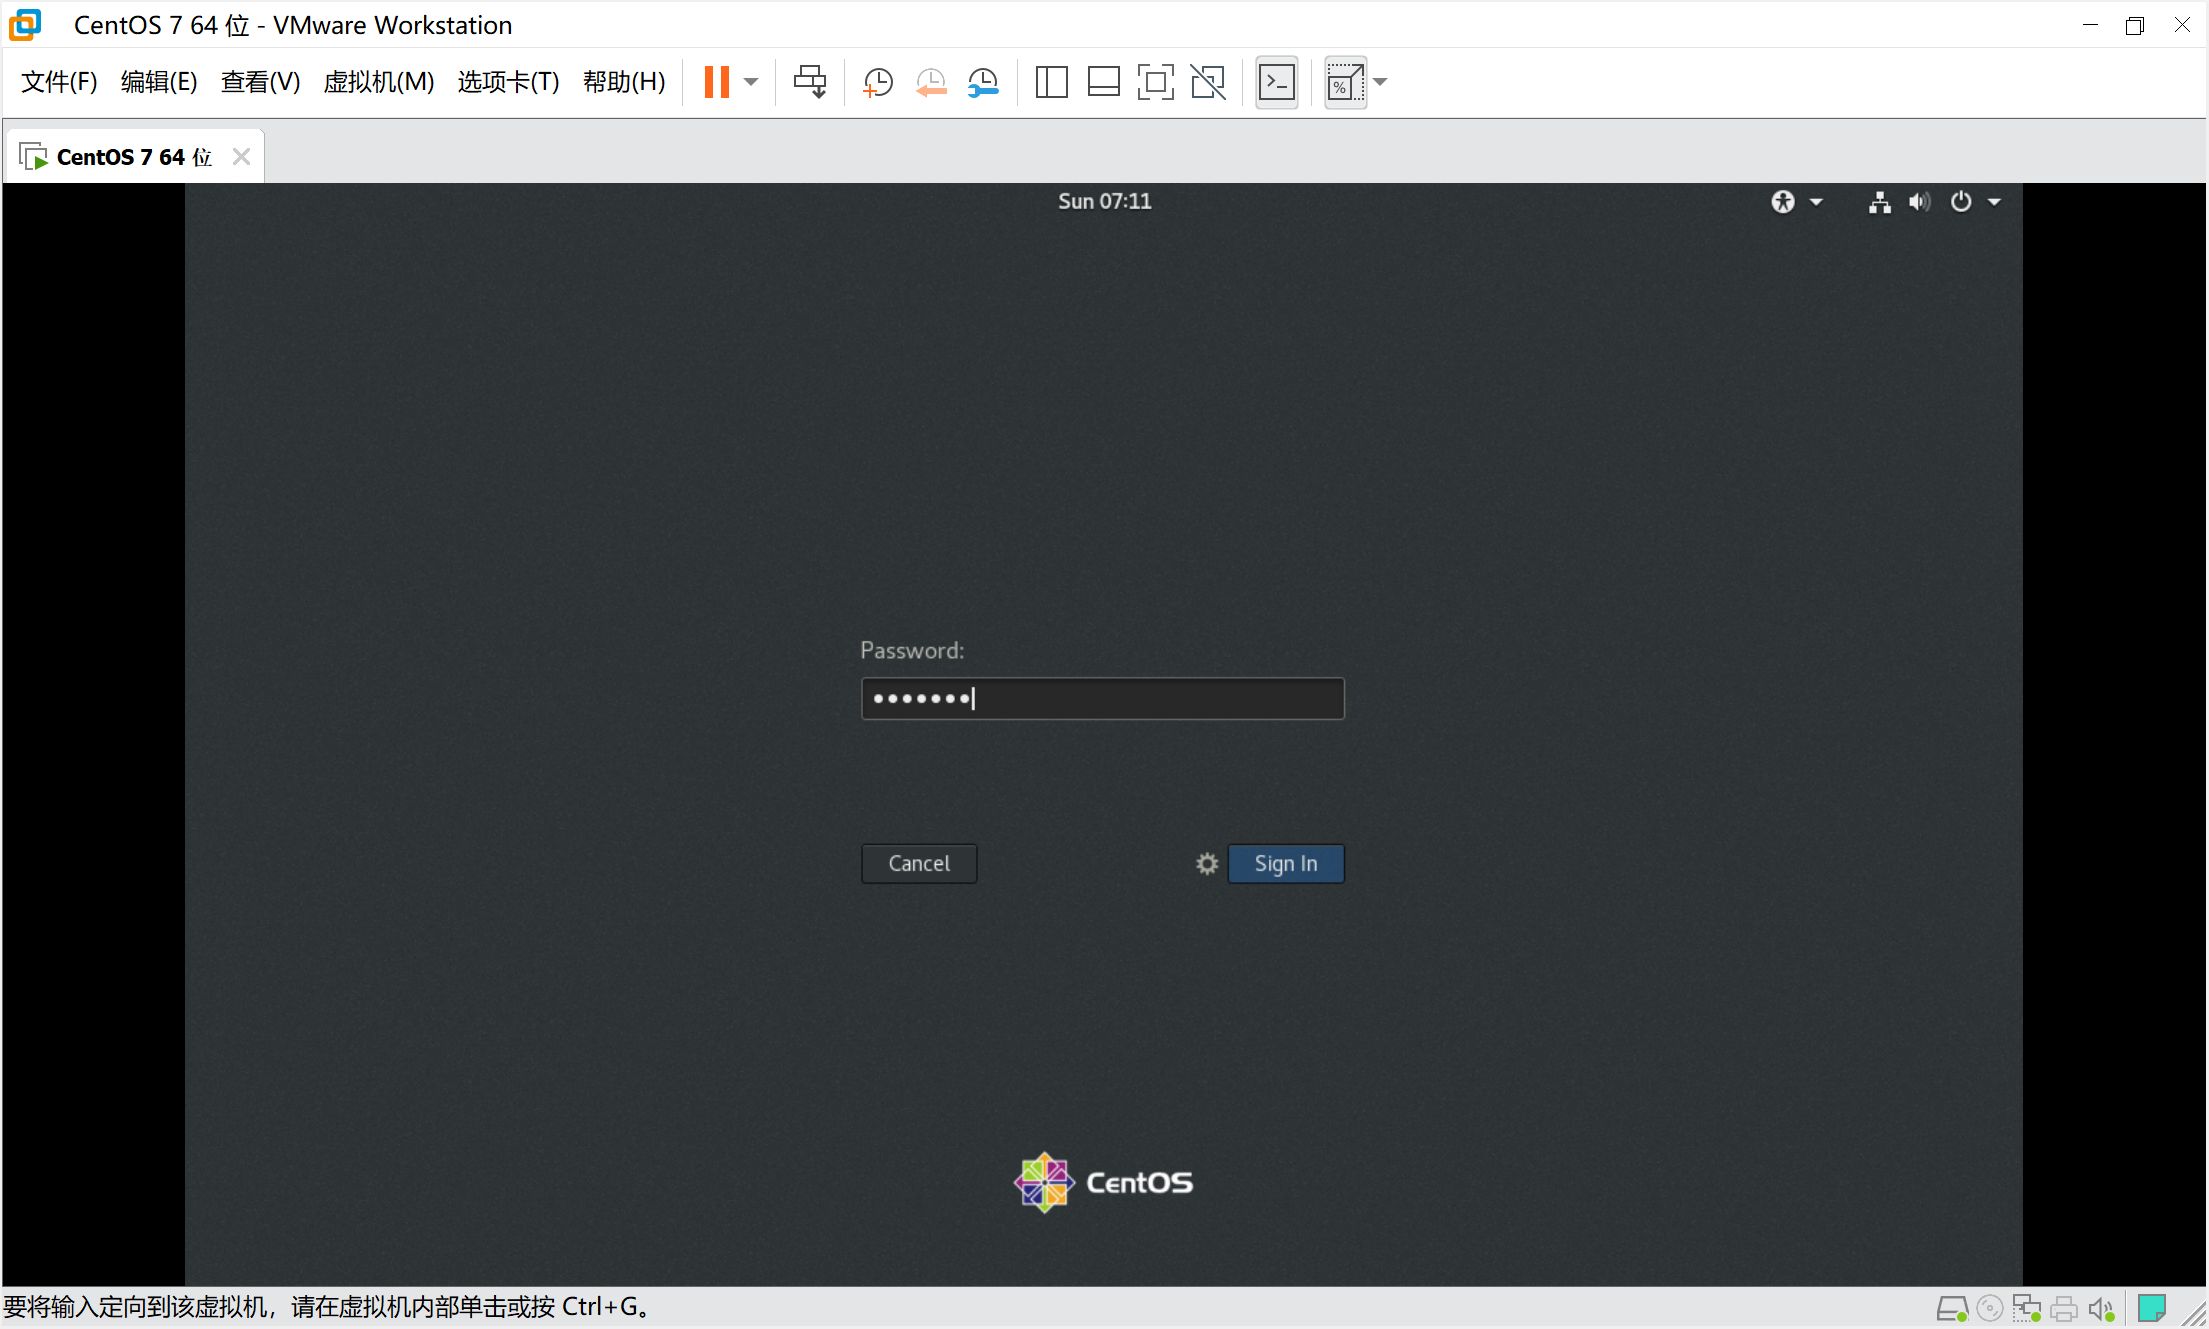 CentOS 7 64 位 - VMware Workstation
文件(F) 编辑(E) 查看(V) 虚拟机(M) 选项卡(T) 帮助(H)
CentOS 7 64 位
Sun 07:11
Password:
Cancel
Sign In
CentOS
要将输入定向到该虚拟机，请在虚拟机内部单击或按 Ctrl+G。